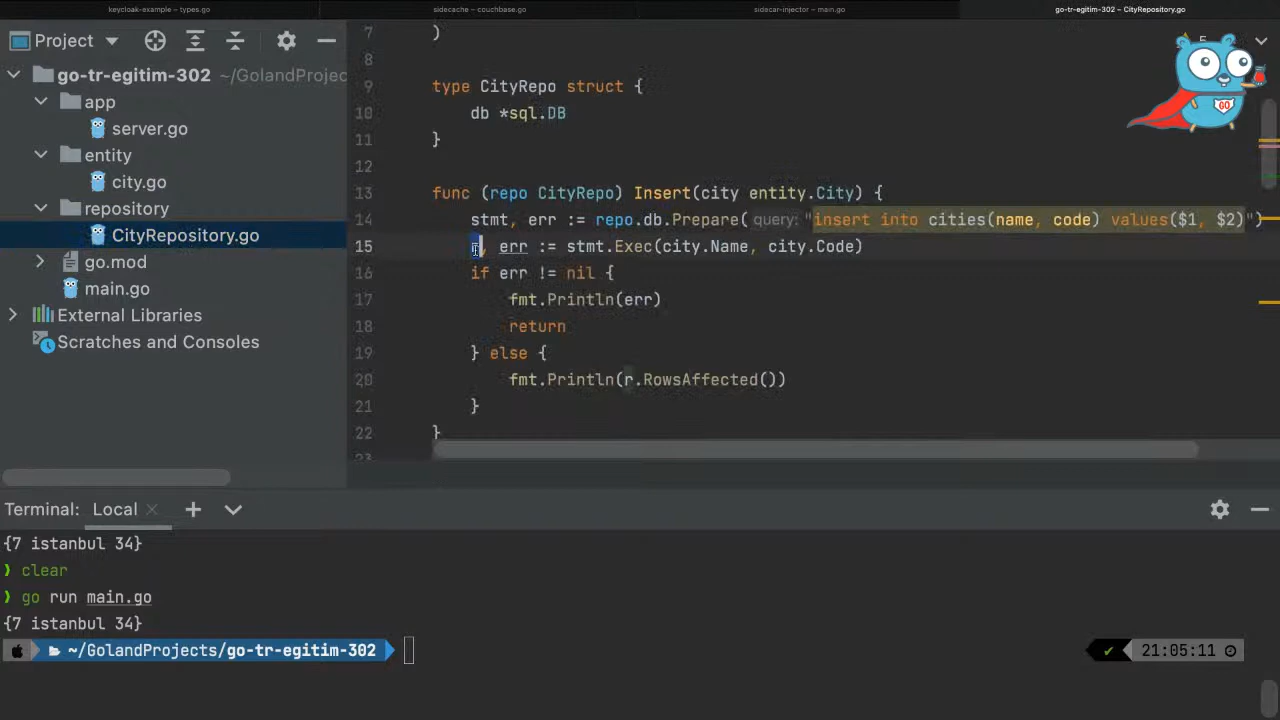 keycloak-example – types.go
sidecache – couchbase.go
sidecar-injector – main.go
go-tr-egitim-302 – CityRepository.go
Project
go-tr-egitim-302 ~/GolandProjec
app
server.go
entity
city.go
repository
CityRepository.go
go.mod
main.go
External Libraries
Scratches and Consoles
5
GO
7 )
8
9 type CityRepo struct {
10 db *sql.DB
11 }
12
13 func (repo CityRepo) Insert(city entity.City) {
14 stmt, err := repo.db.Prepare( query: "insert into cities(name, code) values($1, $2)")
15 r, err := stmt.Exec(city.Name, city.Code)
16 if err != nil {
17 fmt.Println(err)
18 return
19 } else {
20 fmt.Println(r.RowsAffected())
21 }
22 }
23
Terminal: Local
{7 istanbul 34}
❯ clear
❯ go run main.go
{7 istanbul 34}
~/GolandProjects/go-tr-egitim-302
✔ 21:05:11